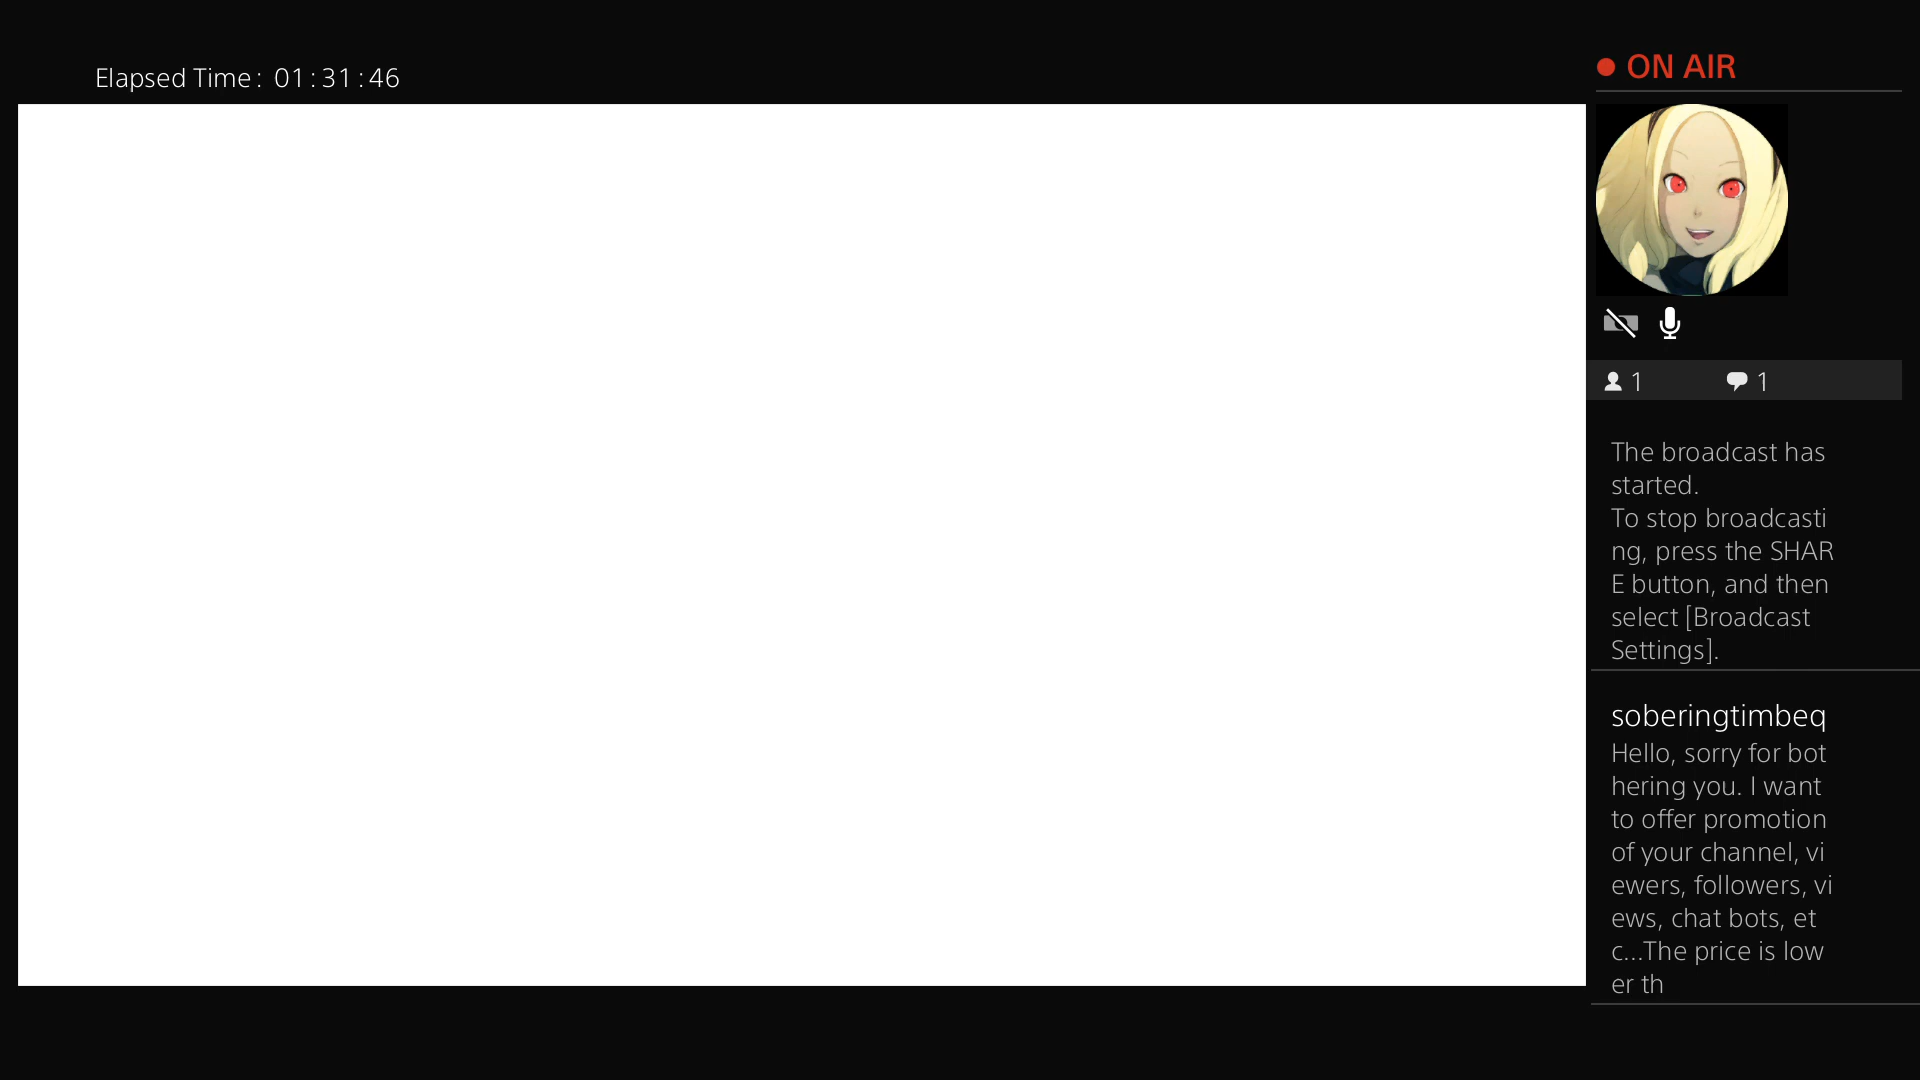 Elapsed Time: 01:31:46
ON AIR
1 1
The broadcast has
started.
To stop broadcasti
ng, press the SHAR
E button, and then
select [Broadcast
Settings].
soberingtimbeq
Hello, sorry for bot
hering you. I want
to offer promotion
of your channel, vi
ewers, followers, vi
ews, chat bots, et
c...The price is low
er th